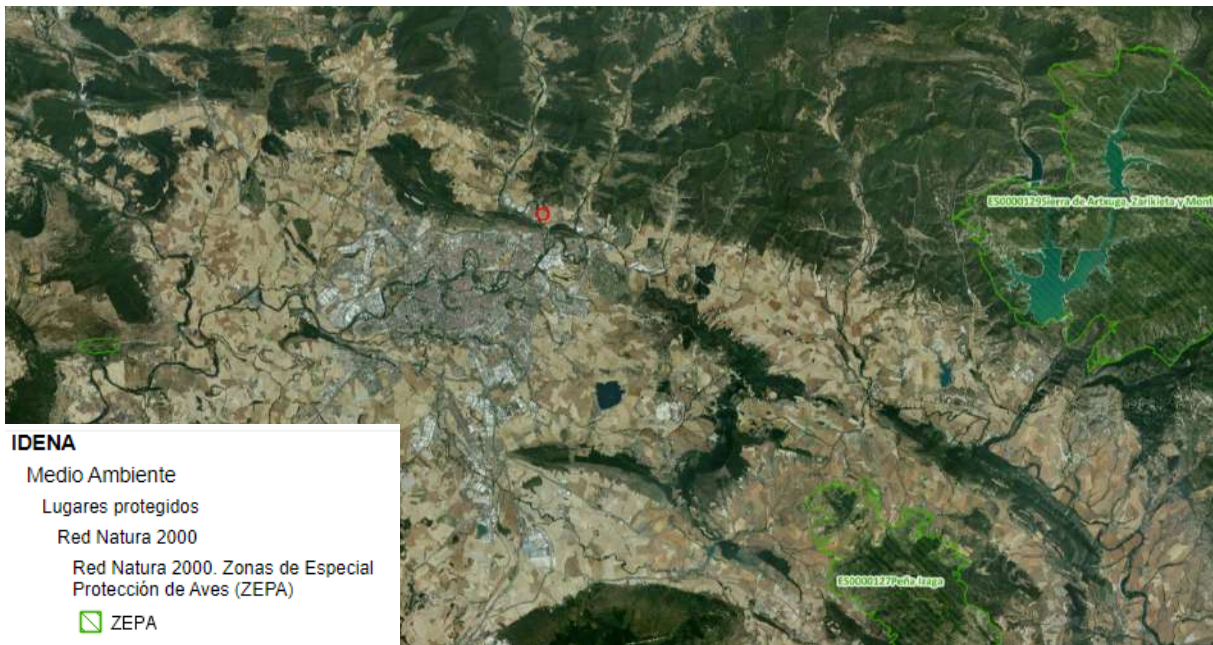 ES0000129Sierra de Artxuga, Zarikieta y Mont
ES0000127Peña Izaga
IDENA
Medio Ambiente
Lugares protegidos
Red Natura 2000
Red Natura 2000. Zonas de Especial
Protección de Aves (ZEPA)
ZEPA